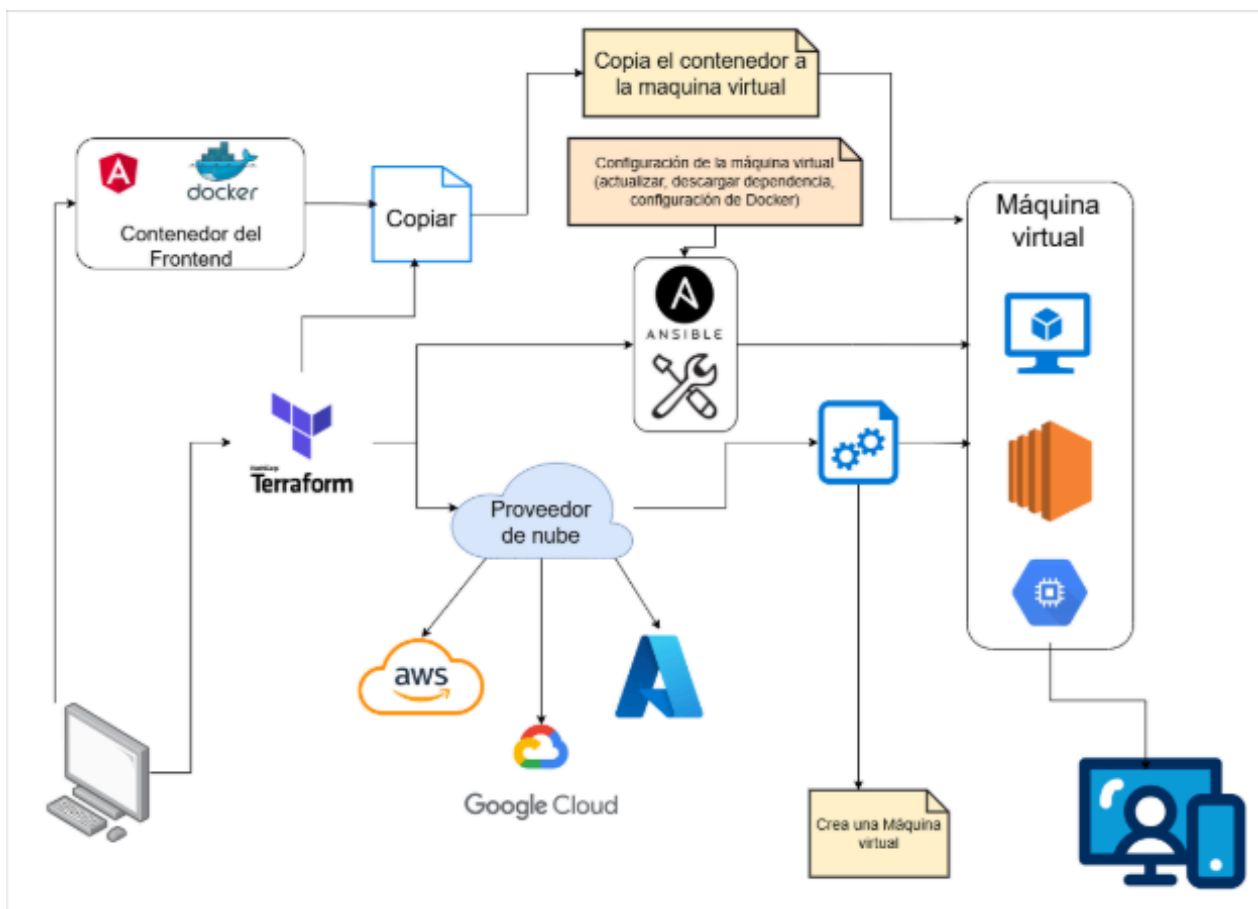 Copia el contenedor a
la maquina virtual
Configuración de la máquina virtual
(actualizar, descargar dependencia,
configuración de Docker)
docker
Contenedor del
Frontend
Copiar
Máquina
virtual
ANSIBLE
HashiCorp
Terraform
Proveedor
de nube
aws
Google Cloud
Crea una Máquina
virtual